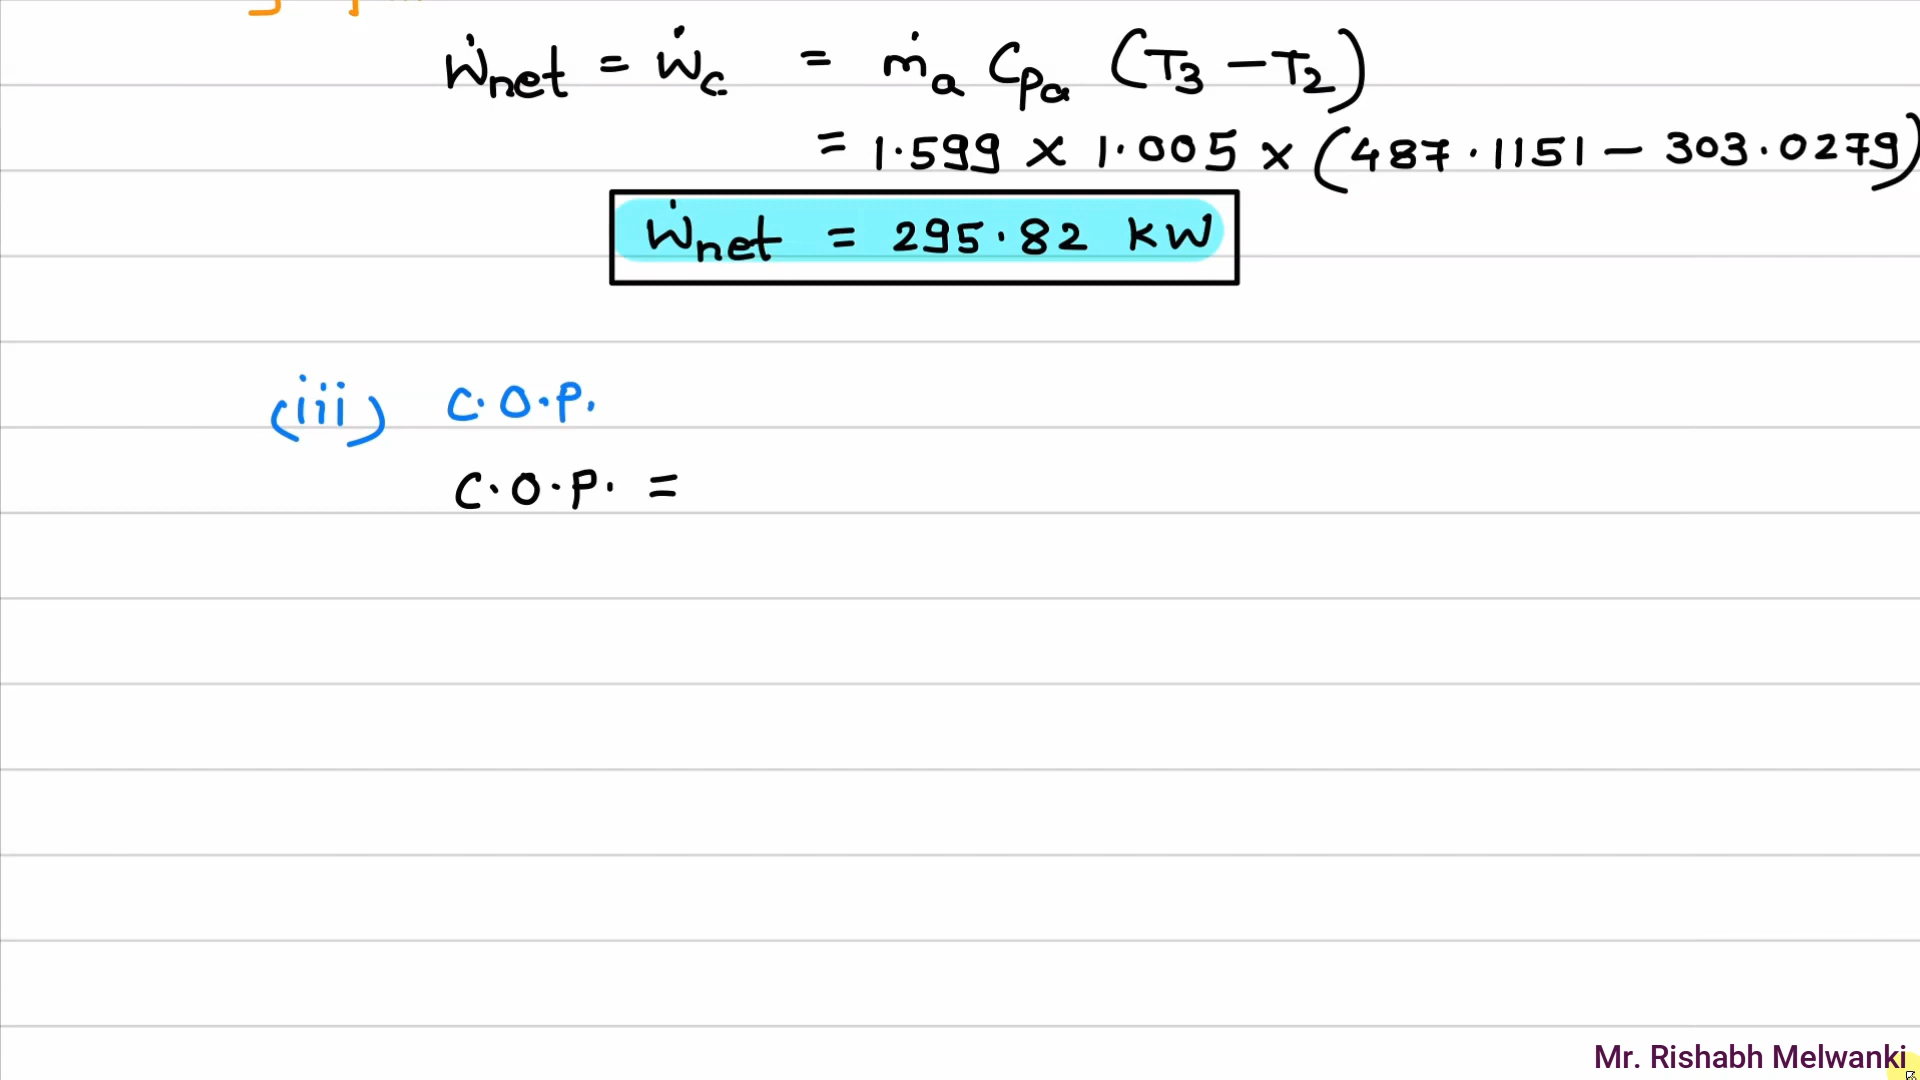 Ẇnet = Ẇc = ṁa Cpa (T3 - T2)
= 1.599 × 1.005 × (487.1151 - 303.0279)
Ẇnet = 295.82 kW
(iii) C.O.P.
C.O.P. =
Mr. Rishabh Melwanki